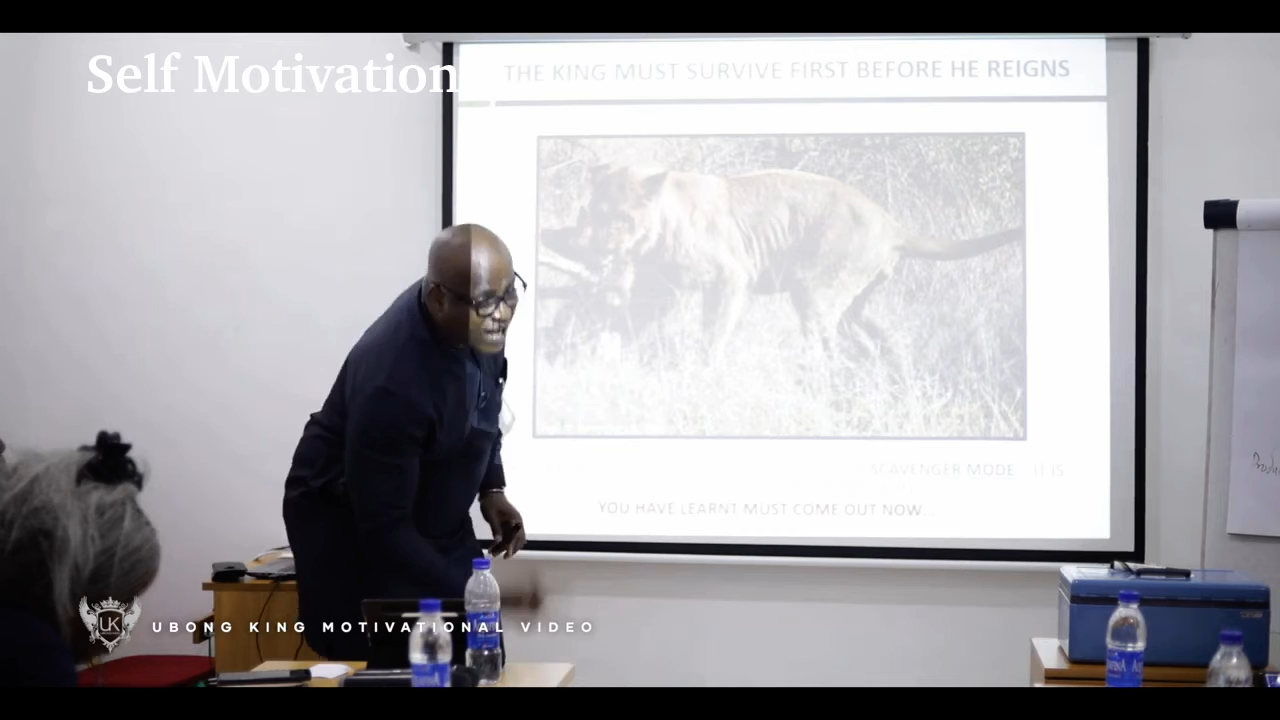 Self Motivation
THE KING MUST SURVIVE FIRST BEFORE HE REIGNS
SCAVENGER MODE IT IS
YOU HAVE LEARNT MUST COME OUT NOW...
UK
UBONG KING MOTIVATIONAL VIDEO